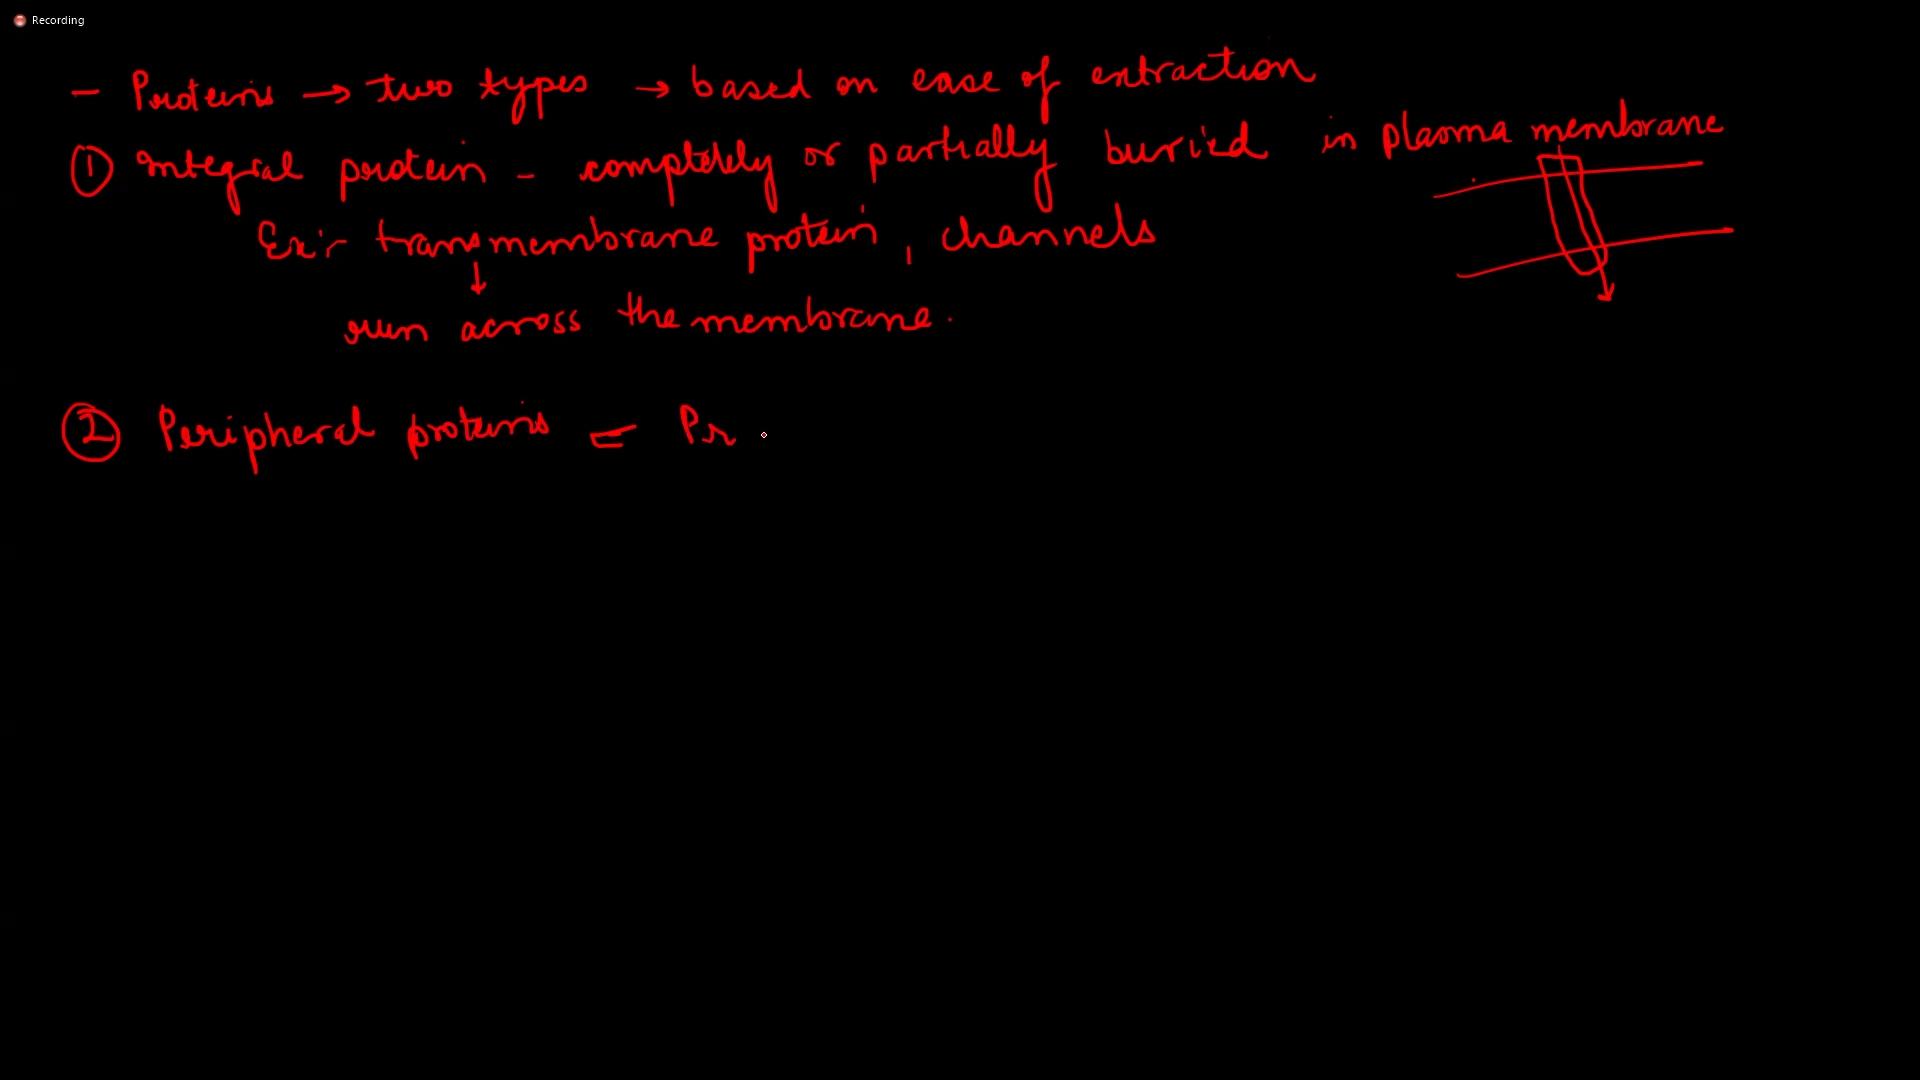 Recording
- Proteins → two types → based on ease of extraction
① Integral protein - completely or partially buried in plasma membrane
Ex:- transmembrane protein, channels
↓
run across the membrane.
② Peripheral proteins = Pr